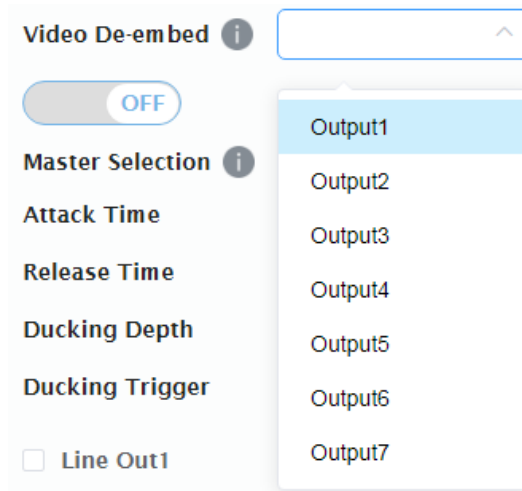 Video De-embed
OFF
Output1
Master Selection
Output2
Attack Time
Output3
Release Time
Output4
Ducking Depth
Output5
Ducking Trigger
Output6
Line Out1
Output7